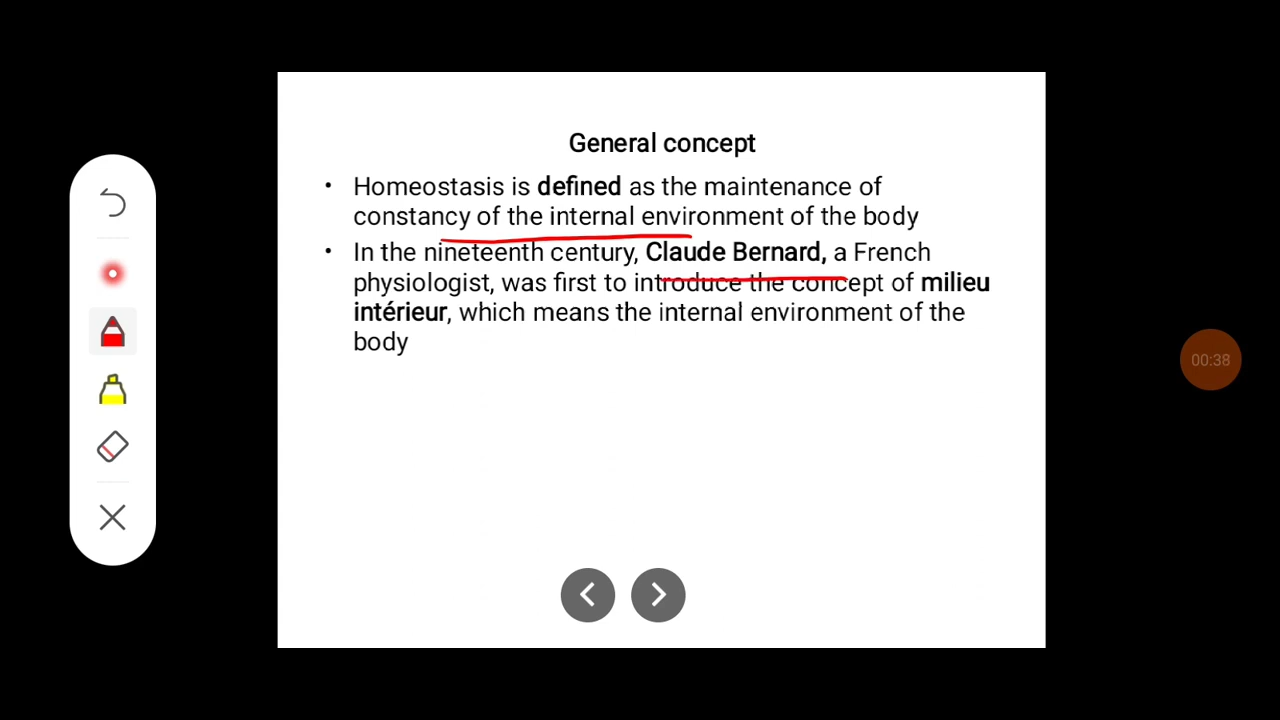 General concept
• Homeostasis is defined as the maintenance of
constancy of the internal environment of the body
• In the nineteenth century, Claude Bernard, a French
physiologist, was first to introduce the concept of milieu
intérieur, which means the internal environment of the
body
00:38